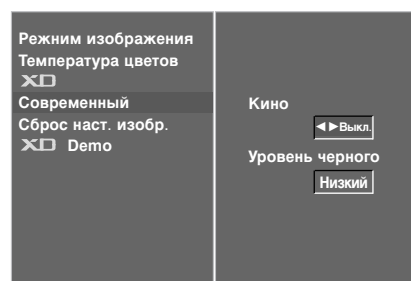 Режим изображения
Температура цветов
XD
Современный
Сброс наст. изобр.
XD Demo
Кино
◄►Выкл.
Уровень черного
Низкий